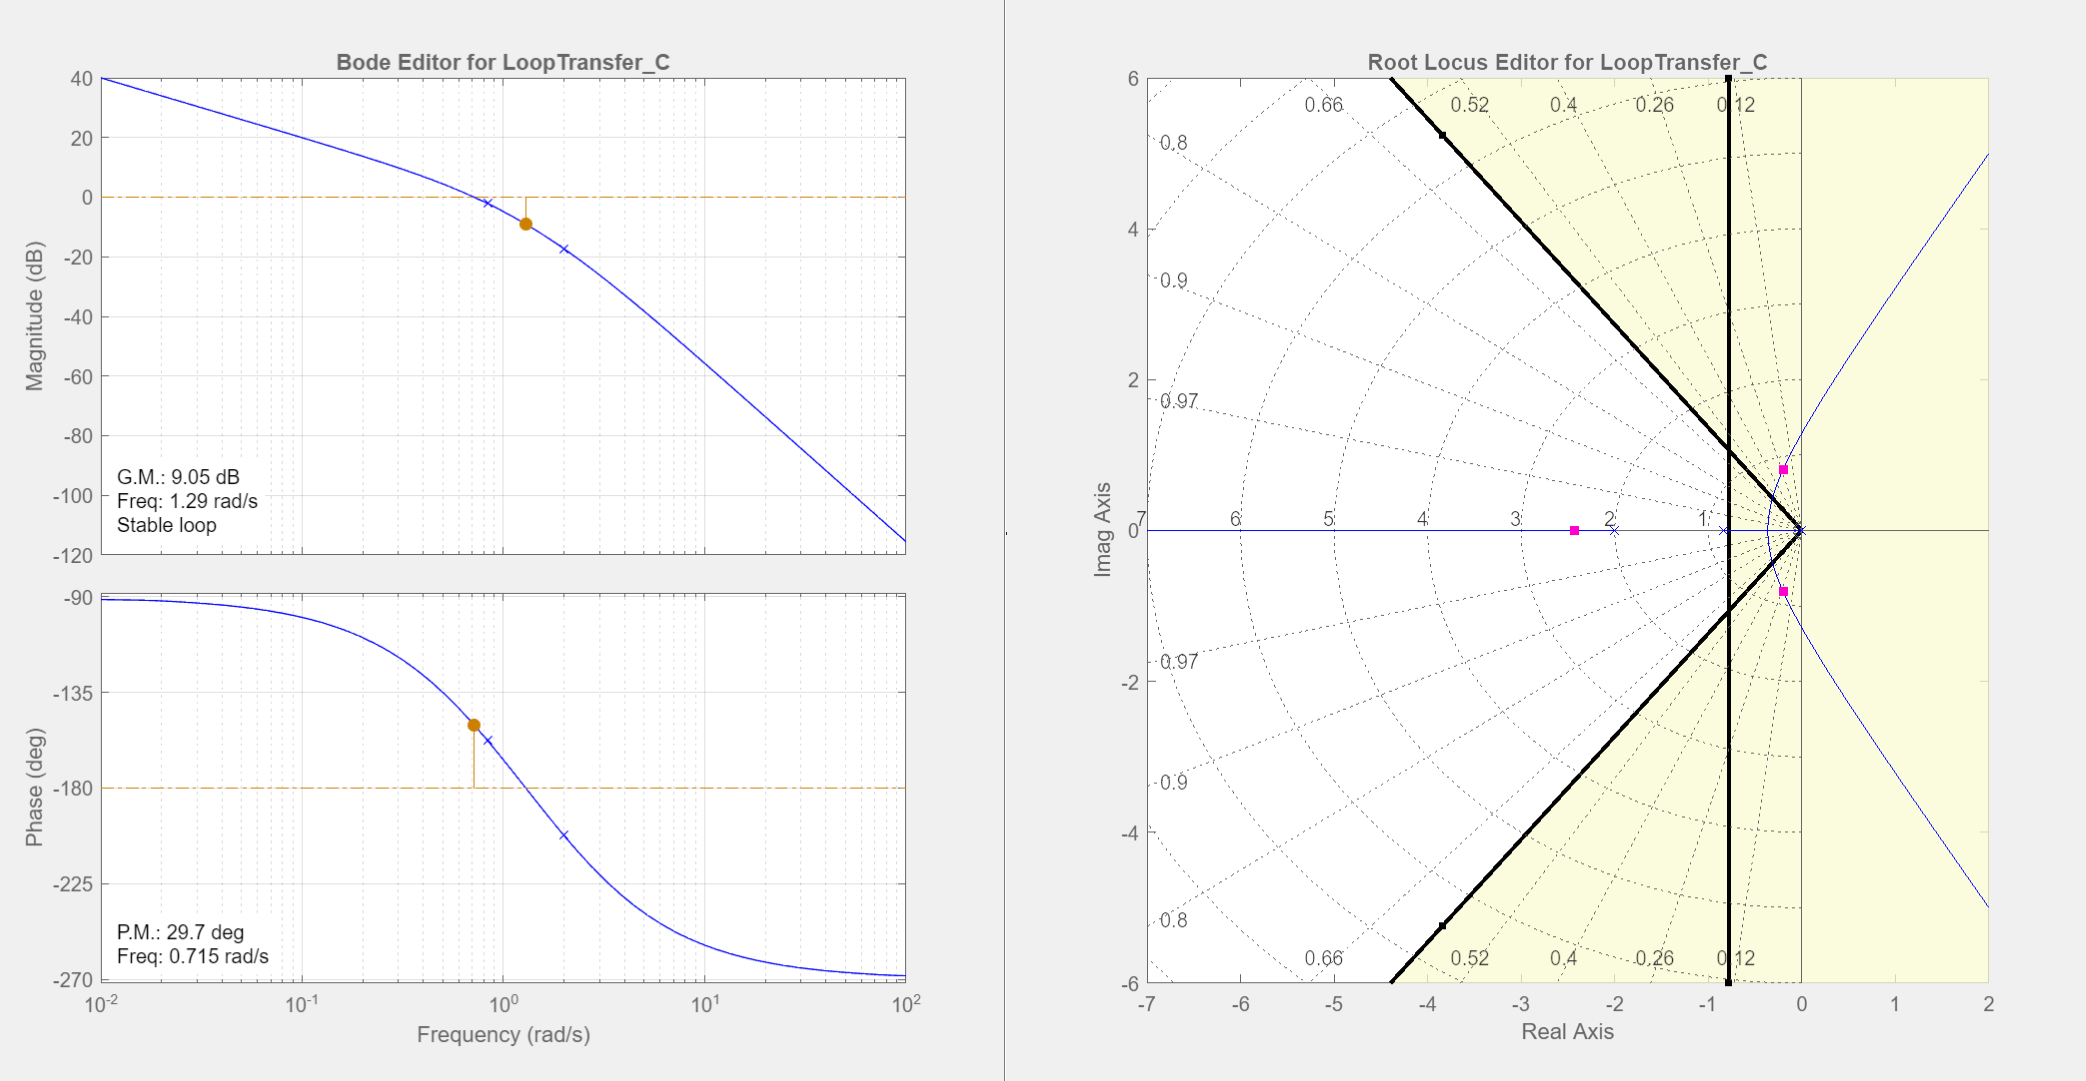 Bode Editor for LoopTransfer_C
40
20
0
-20
-40
-60
-80
-100
-120
Magnitude (dB)
G.M.: 9.05 dB
Freq: 1.29 rad/s
Stable loop
-90
-135
-180
-225
-270
Phase (deg)
P.M.: 29.7 deg
Freq: 0.715 rad/s
10-2 10-1 100 101 102
Frequency (rad/s)
Root Locus Editor for LoopTransfer_C
6
4
2
0
-2
-4
-6
Imag Axis
0.66 0.52 0.4 0.26 0.12
0.8
0.9
0.97
7 6 5 4 3 2 1
0.97
0.9
0.8
0.66 0.52 0.4 0.26 0.12
-7 -6 -5 -4 -3 -2 -1 0 1 2
Real Axis